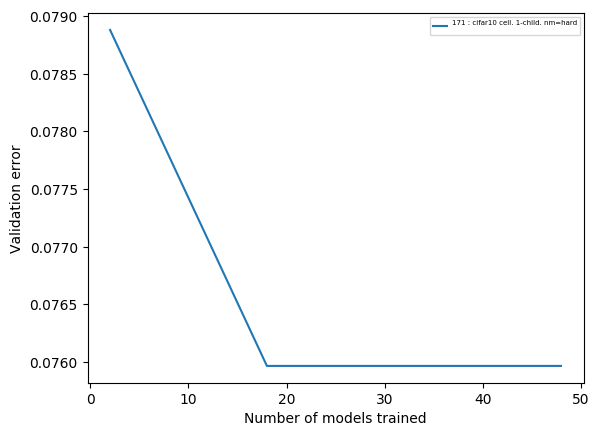 171 : cifar10 cell. 1-child. nm=hard
0.0790
0.0785
0.0780
0.0775
0.0770
0.0765
0.0760
Validation error
0 10 20 30 40 50
Number of models trained